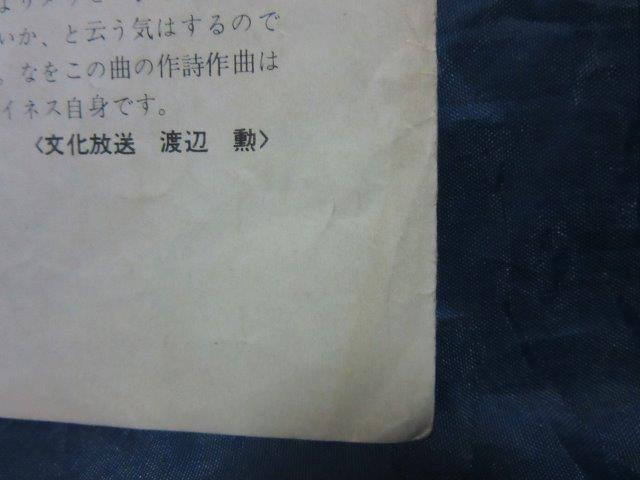 いか、と云う気はするので
。なをこの曲の作詩作曲は
イネス自身です。
〈文化放送 渡辺 勲〉